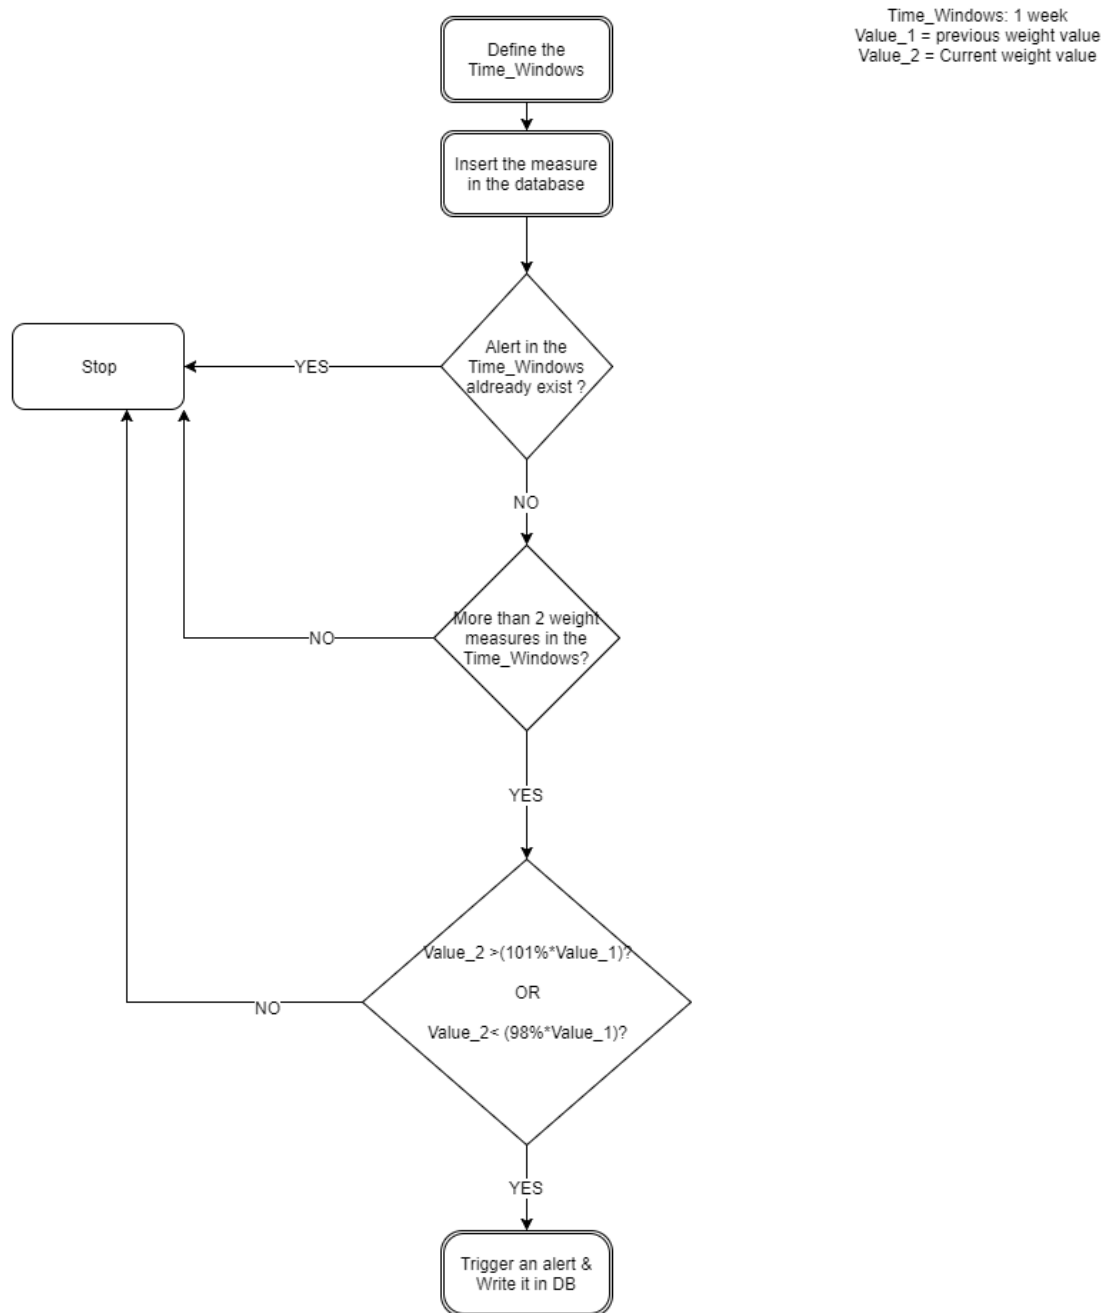 Time_Windows: 1 week
Value_1 = previous weight value
Value_2 = Current weight value
Define the
Time_Windows
Insert the measure
in the database
Alert in the
Time_Windows
aldready exist ?
YES
Stop
NO
More than 2 weight
measures in the
Time_Windows?
NO
YES
Value_2 >(101%*Value_1)?
OR
Value_2< (98%*Value_1)?
NO
YES
Trigger an alert &
Write it in DB